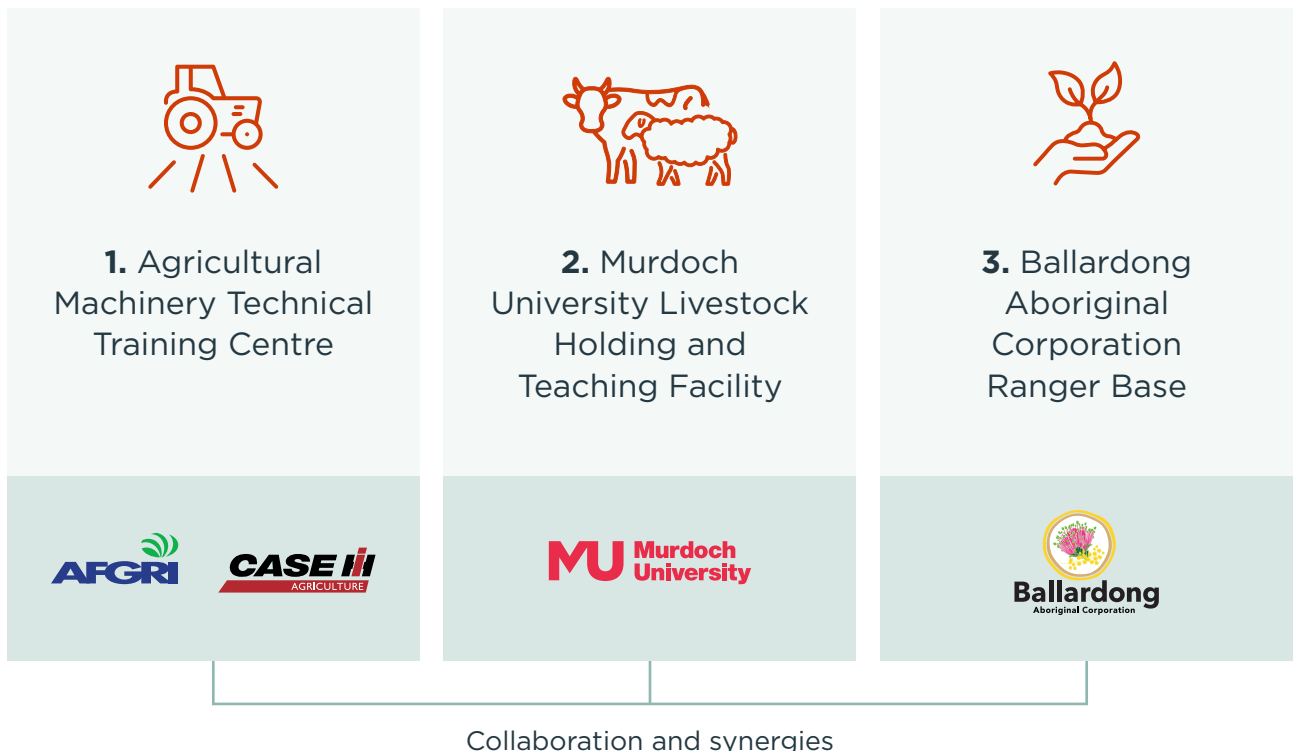 1. Agricultural
Machinery Technical
Training Centre
2. Murdoch
University Livestock
Holding and
Teaching Facility
3. Ballardong
Aboriginal
Corporation
Ranger Base
AFGRI
CASE IH
AGRICULTURE
MU Murdoch
University
Ballardong
Aboriginal Corporation
Collaboration and synergies